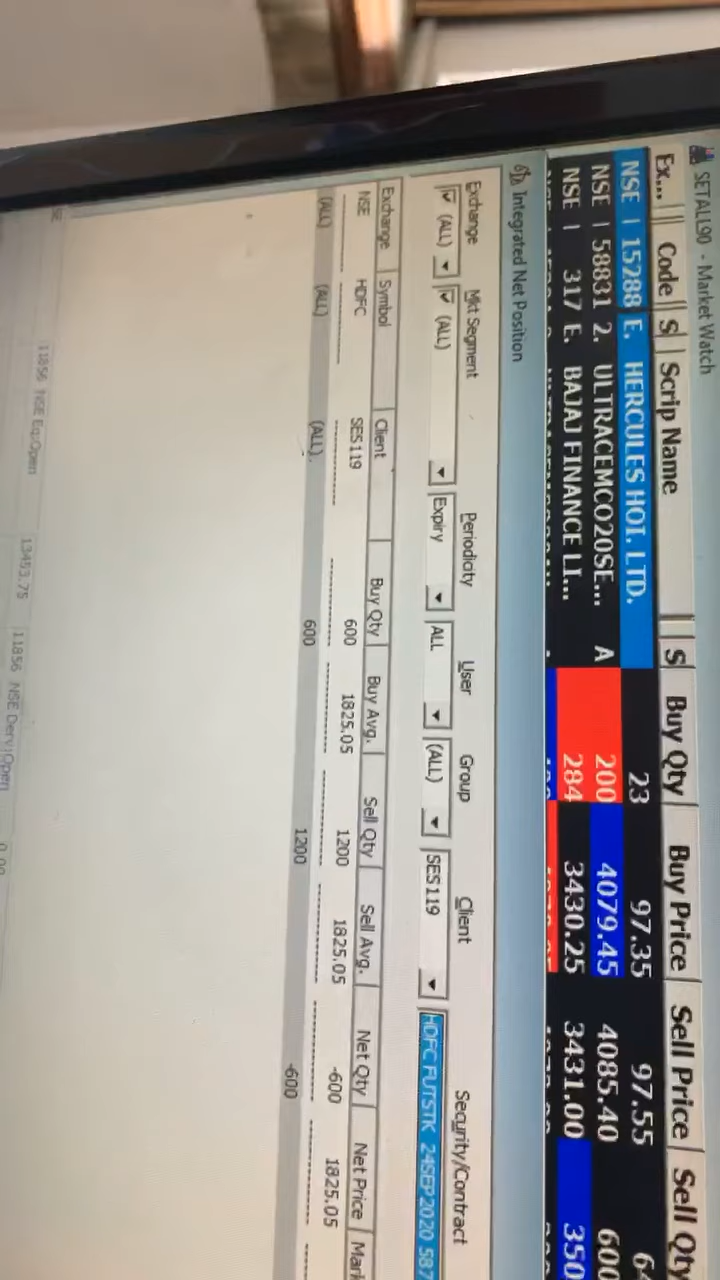 SETALL90 - Market Watch
Ex... Code S Scrip Name S Buy Qty Buy Price Sell Price Sell Qty
NSE 15288 E. HERCULES HOI. LTD. 23 97.35 97.55
NSE 58831 2. ULTRACEMCO20SE... A 200 4079.45 4085.40 600
NSE 317 E. BAJAJ FINANCE LI... 284 3430.25 3431.00 350
Integrated Net Position
Exchange Mkt Segment Periodicity User Group Client Security/Contract
(ALL) (ALL) Expiry ALL (ALL) SES119 HDFC FUTSTK 24SEP2020 587
Exchange Symbol Client Buy Qty Buy Avg. Sell Qty Sell Avg. Net Qty Net Price
NSE HDFC SES119 600 1825.05 1200 1825.05 -600 1825.05
(ALL) (ALL) (ALL) 600 1200 -600
11856 NSE Eq:Open 13453.75 11856 NSE Derv:Open 0.00